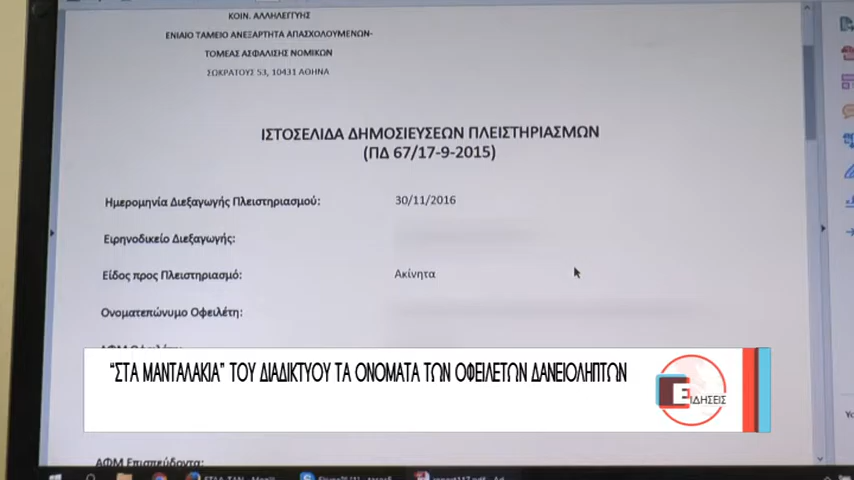 ΚΟΙΝ. ΑΛΛΗΛΕΓΓΥΗΣ
ΕΝΙΑΙΟ ΤΑΜΕΙΟ ΑΝΕΞΑΡΤΗΤΑ ΑΠΑΣΧΟΛΟΥΜΕΝΩΝ-
ΤΟΜΕΑΣ ΑΣΦΑΛΙΣΗΣ ΝΟΜΙΚΩΝ
ΣΩΚΡΑΤΟΥΣ 53, 10431 ΑΘΗΝΑ
ΙΣΤΟΣΕΛΙΔΑ ΔΗΜΟΣΙΕΥΣΕΩΝ ΠΛΕΙΣΤΗΡΙΑΣΜΩΝ
(ΠΔ 67/17-9-2015)
Ημερομηνία Διεξαγωγής Πλειστηριασμού: 30/11/2016
Ειρηνοδικείο Διεξαγωγής:
Είδος προς Πλειστηριασμό: Ακίνητα
Ονοματεπώνυμο Οφειλέτη:
“ΣΤΑ ΜΑΝΤΑΛΑΚΙΑ” ΤΟΥ ΔΙΑΔΙΚΤΥΟΥ ΤΑ ΟΝΟΜΑΤΑ ΤΩΝ ΟΦΕΙΛΕΤΩΝ ΔΑΝΕΙΟΛΗΠΤΩΝ
ΕΙΔΗΣΕΙΣ
ΑΦΜ Επισπεύδοντα: